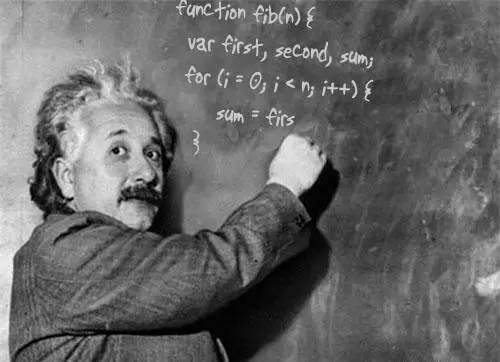 function fib(n) {
var first, second, sum;
for (i = 0; i < n; i++) {
sum = firs
}